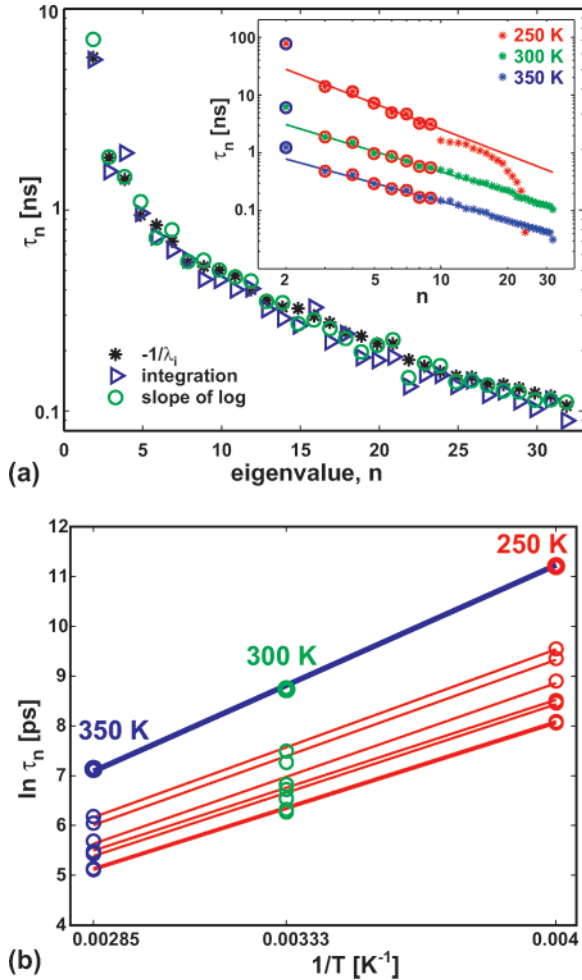 10
1
0.1
τn [ns]
0 5 10 15 20 25 30
eigenvalue, n
-1/λi
integration
slope of log
100
10
1
0.1
τn [ns]
2 5 10 20 30
n
250 K
300 K
350 K
(a)
12
11
10
9
8
7
6
5
4
ln τn [ps]
350 K
300 K
250 K
0.00285 0.00333 0.004
1/T [K-1]
(b)